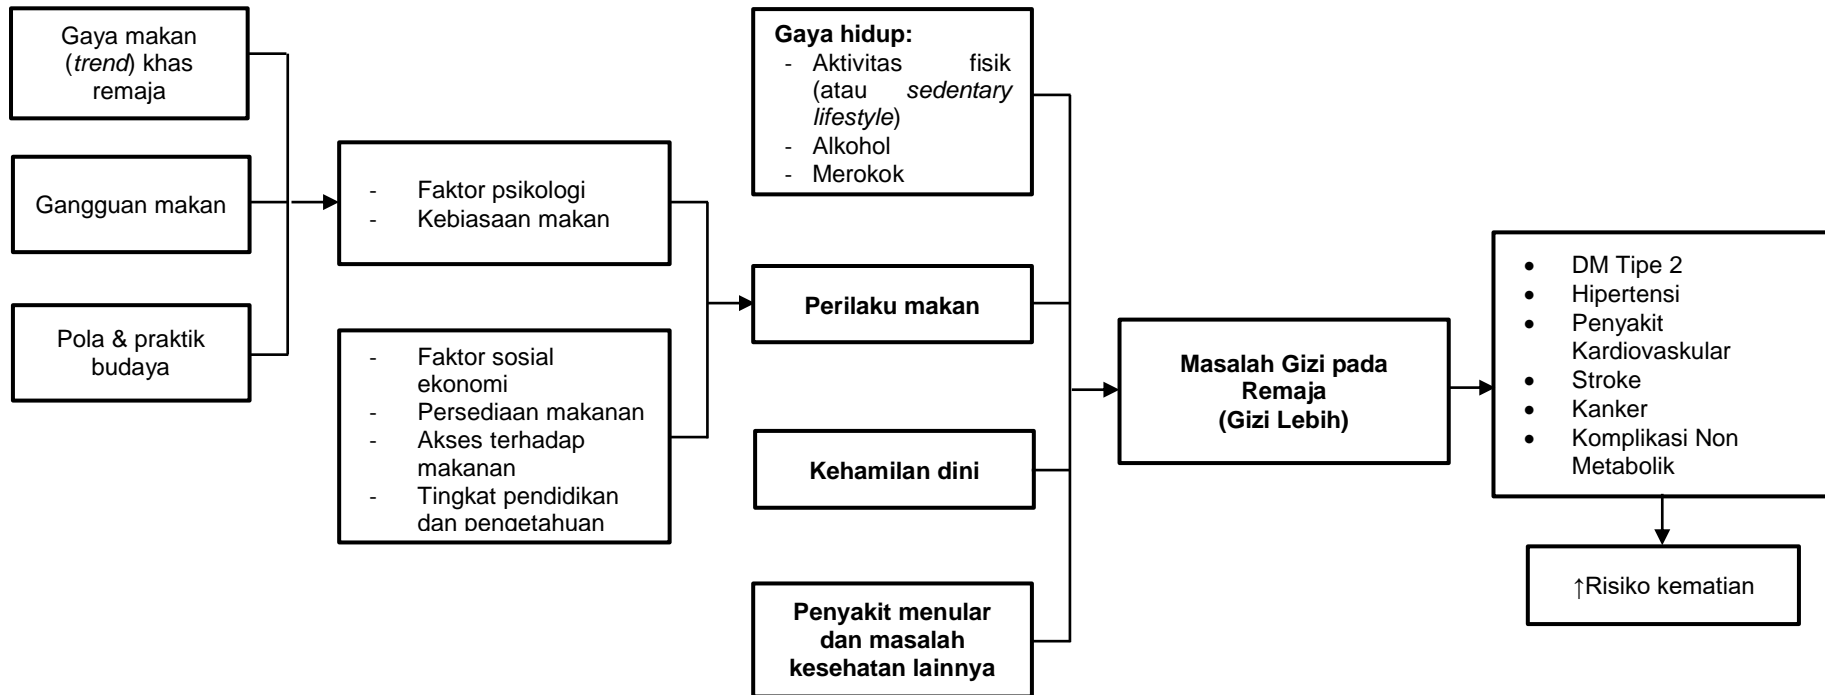 Gaya makan
(trend) khas
remaja
Gangguan makan
Pola & praktik
budaya
- Faktor psikologi
- Kebiasaan makan
- Faktor sosial
ekonomi
- Persediaan makanan
- Akses terhadap
makanan
- Tingkat pendidikan
dan pengetahuan
Gaya hidup:
- Aktivitas fisik
(atau sedentary
lifestyle)
- Alkohol
- Merokok
Perilaku makan
Kehamilan dini
Penyakit menular
dan masalah
kesehatan lainnya
Masalah Gizi pada
Remaja
(Gizi Lebih)
• DM Tipe 2
• Hipertensi
• Penyakit
Kardiovaskular
• Stroke
• Kanker
• Komplikasi Non
Metabolik
↑Risiko kematian